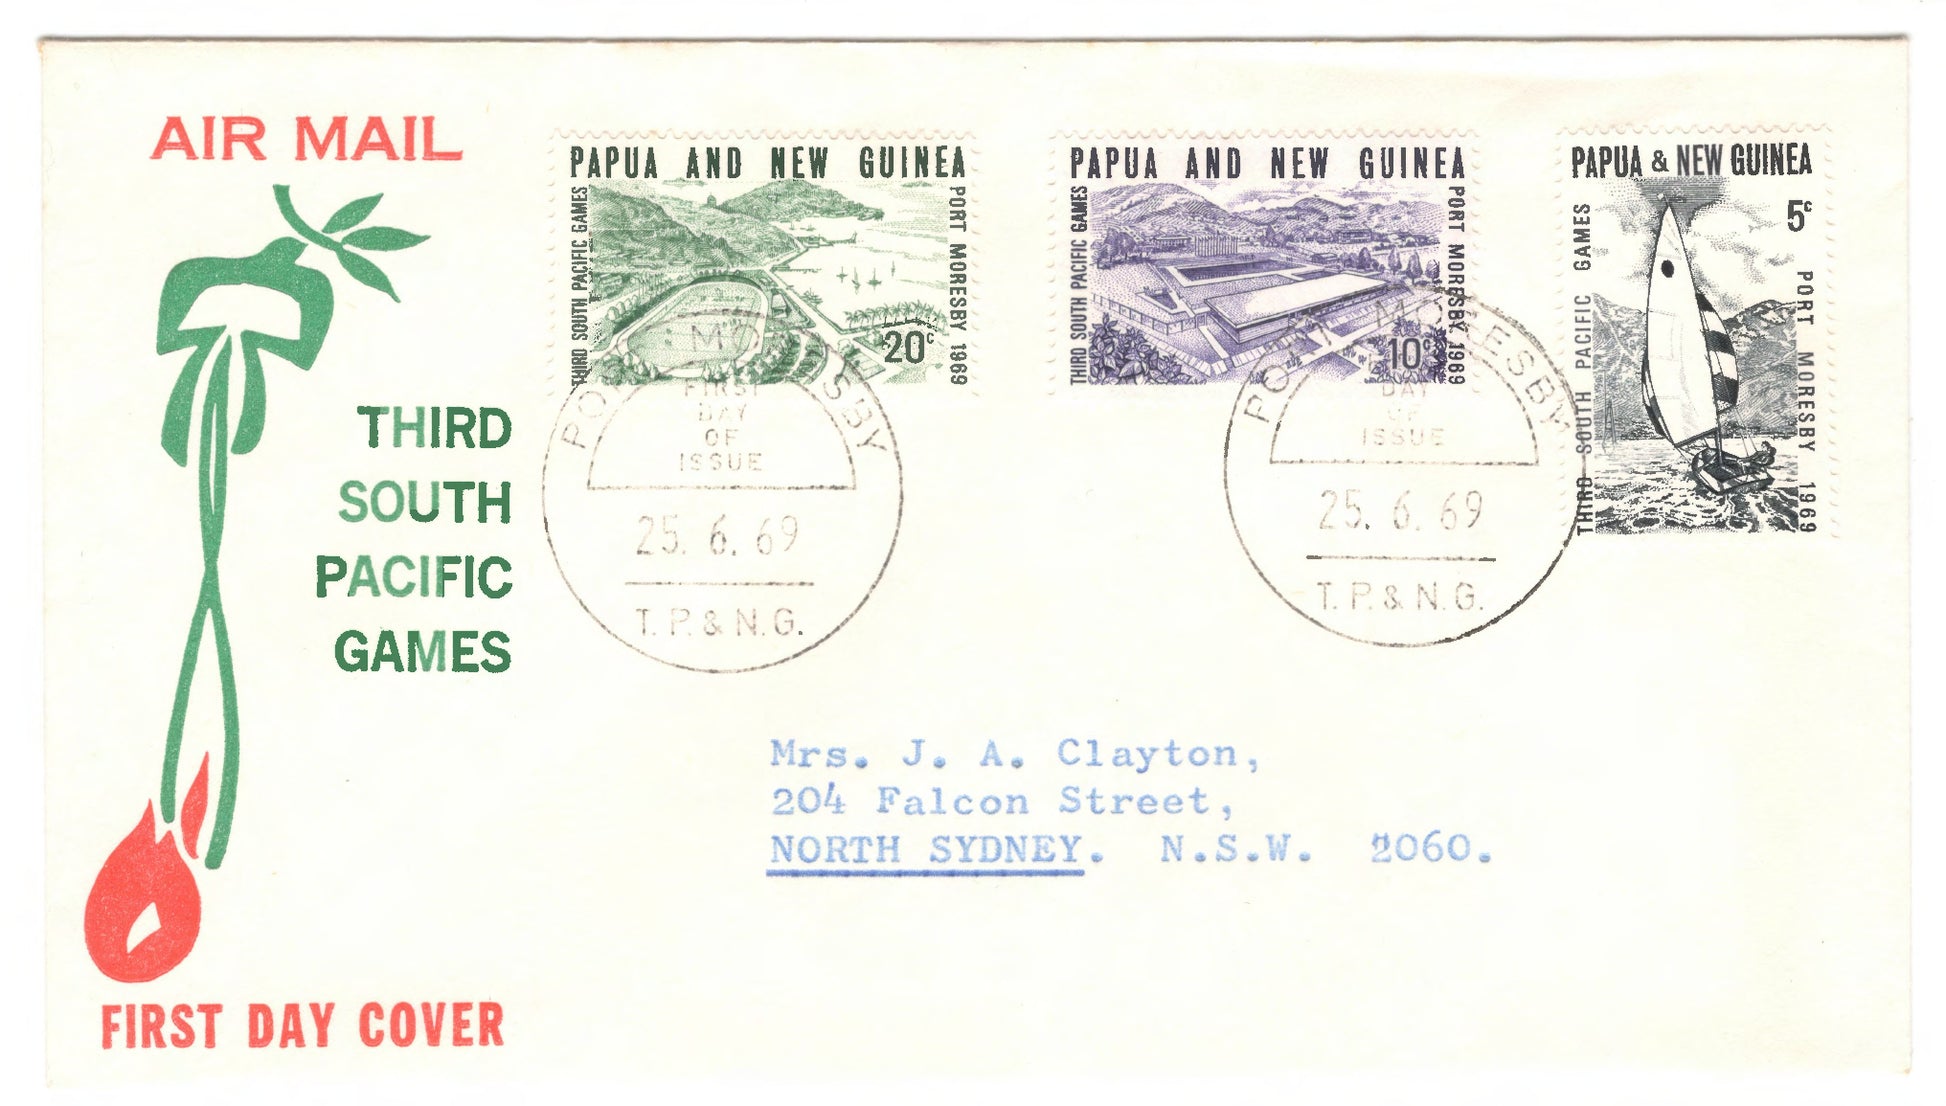 AIR MAIL
THIRD
SOUTH
PACIFIC
GAMES
FIRST DAY COVER
PAPUA AND NEW GUINEA
THIRD SOUTH PACIFIC GAMES
PORT MORESBY 1969
20c
PAPUA AND NEW GUINEA
THIRD SOUTH PACIFIC GAMES
PORT MORESBY 1969
10c
PAPUA & NEW GUINEA
5c
THIRD SOUTH PACIFIC GAMES
PORT MORESBY 1969
PORT MORESBY
FIRST
DAY
OF
ISSUE
25. 6. 69
T. P. & N. G.
PORT MORESBY
DAY
OF
ISSUE
25. 6. 69
T. P. & N. G.
Mrs. J. A. Clayton,
204 Falcon Street,
NORTH SYDNEY. N.S.W. 2060.